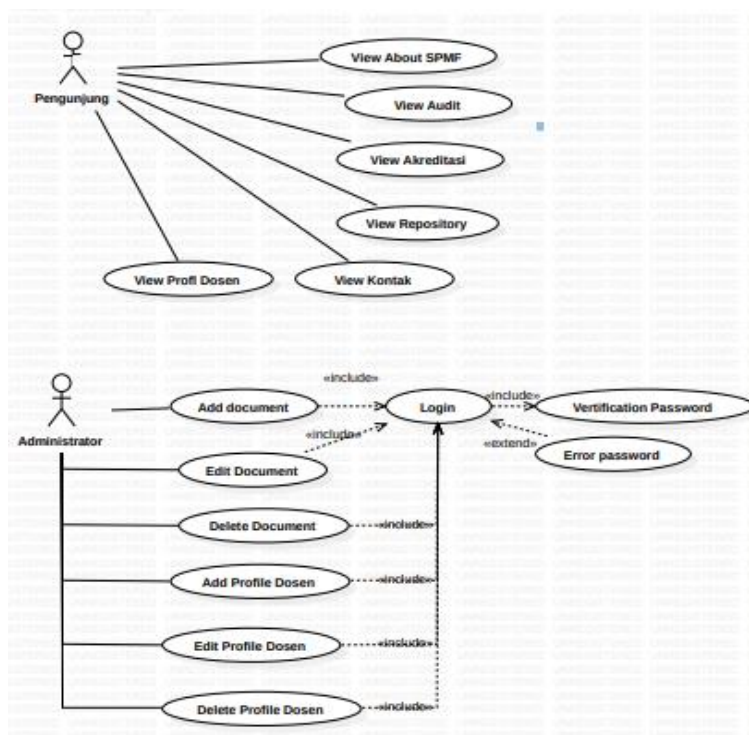 View About SPMF
Pengunjung
View Audit
View Akreditasi
View Repository
View Profl Dosen
View Kontak
«include»
Add document
Login
«include»
Vertification Password
Administrator
«include»
«extend»
Edit Document
Error password
Delete Document
«include»
Add Profile Dosen
«include»
Edit Profile Dosen
«include»
Delete Profile Dosen
«include»